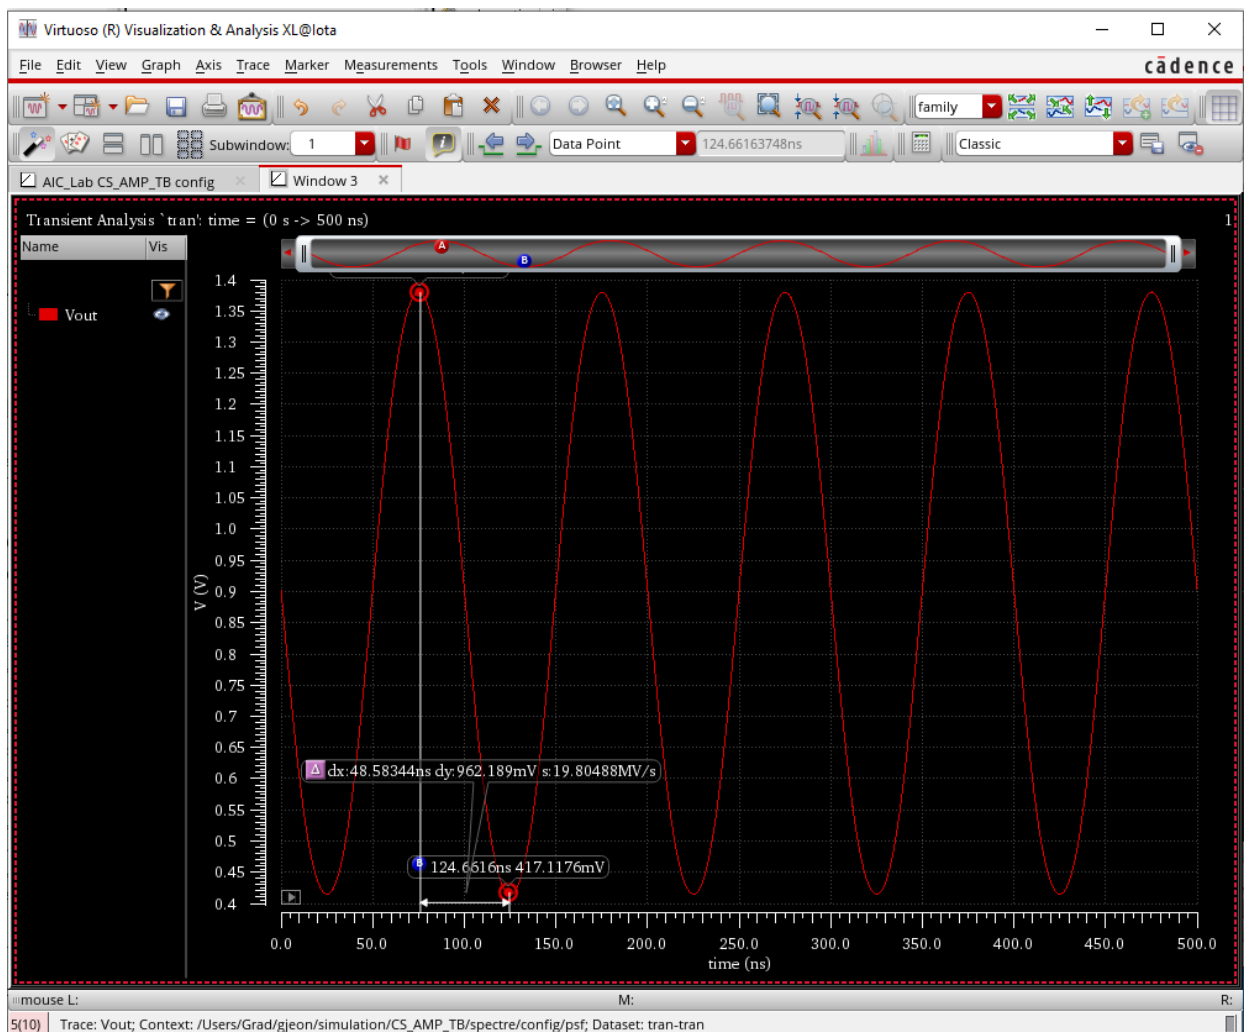 Virtuoso (R) Visualization & Analysis XL@Iota
File Edit View Graph Axis Trace Marker Measurements Tools Window Browser Help
cādence
family
Subwindow: 1
Data Point
124.66163748ns
Classic
AIC_Lab CS_AMP_TB config
Window 3
Transient Analysis `tran': time = (0 s -> 500 ns)
1
Name Vis
Vout
A
B
1.4
1.35
1.3
1.25
1.2
1.15
1.1
1.05
1.0
0.95
0.9
0.85
0.8
0.75
0.7
0.65
0.6
0.55
0.5
0.45
0.4
V (V)
dx:48.58344ns dy:962.189mV s:19.80488MV/s
B 124.6616ns 417.1176mV
0.0 50.0 100.0 150.0 200.0 250.0 300.0 350.0 400.0 450.0 500.0
time (ns)
mouse L: M: R:
5(10) Trace: Vout; Context: /Users/Grad/gjeon/simulation/CS_AMP_TB/spectre/config/psf; Dataset: tran-tran